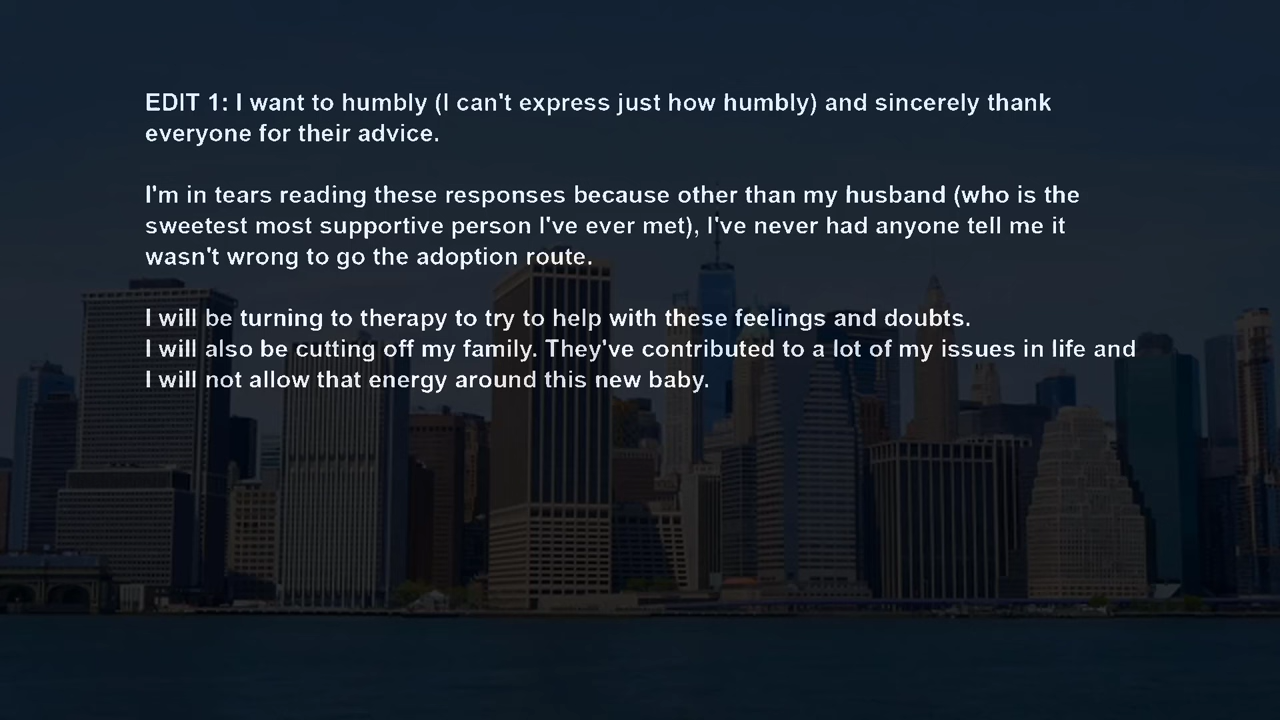 EDIT 1: I want to humbly (I can't express just how humbly) and sincerely thank
everyone for their advice.
I'm in tears reading these responses because other than my husband (who is the
sweetest most supportive person I've ever met), I've never had anyone tell me it
wasn't wrong to go the adoption route.
I will be turning to therapy to try to help with these feelings and doubts.
I will also be cutting off my family. They've contributed to a lot of my issues in life and
I will not allow that energy around this new baby.